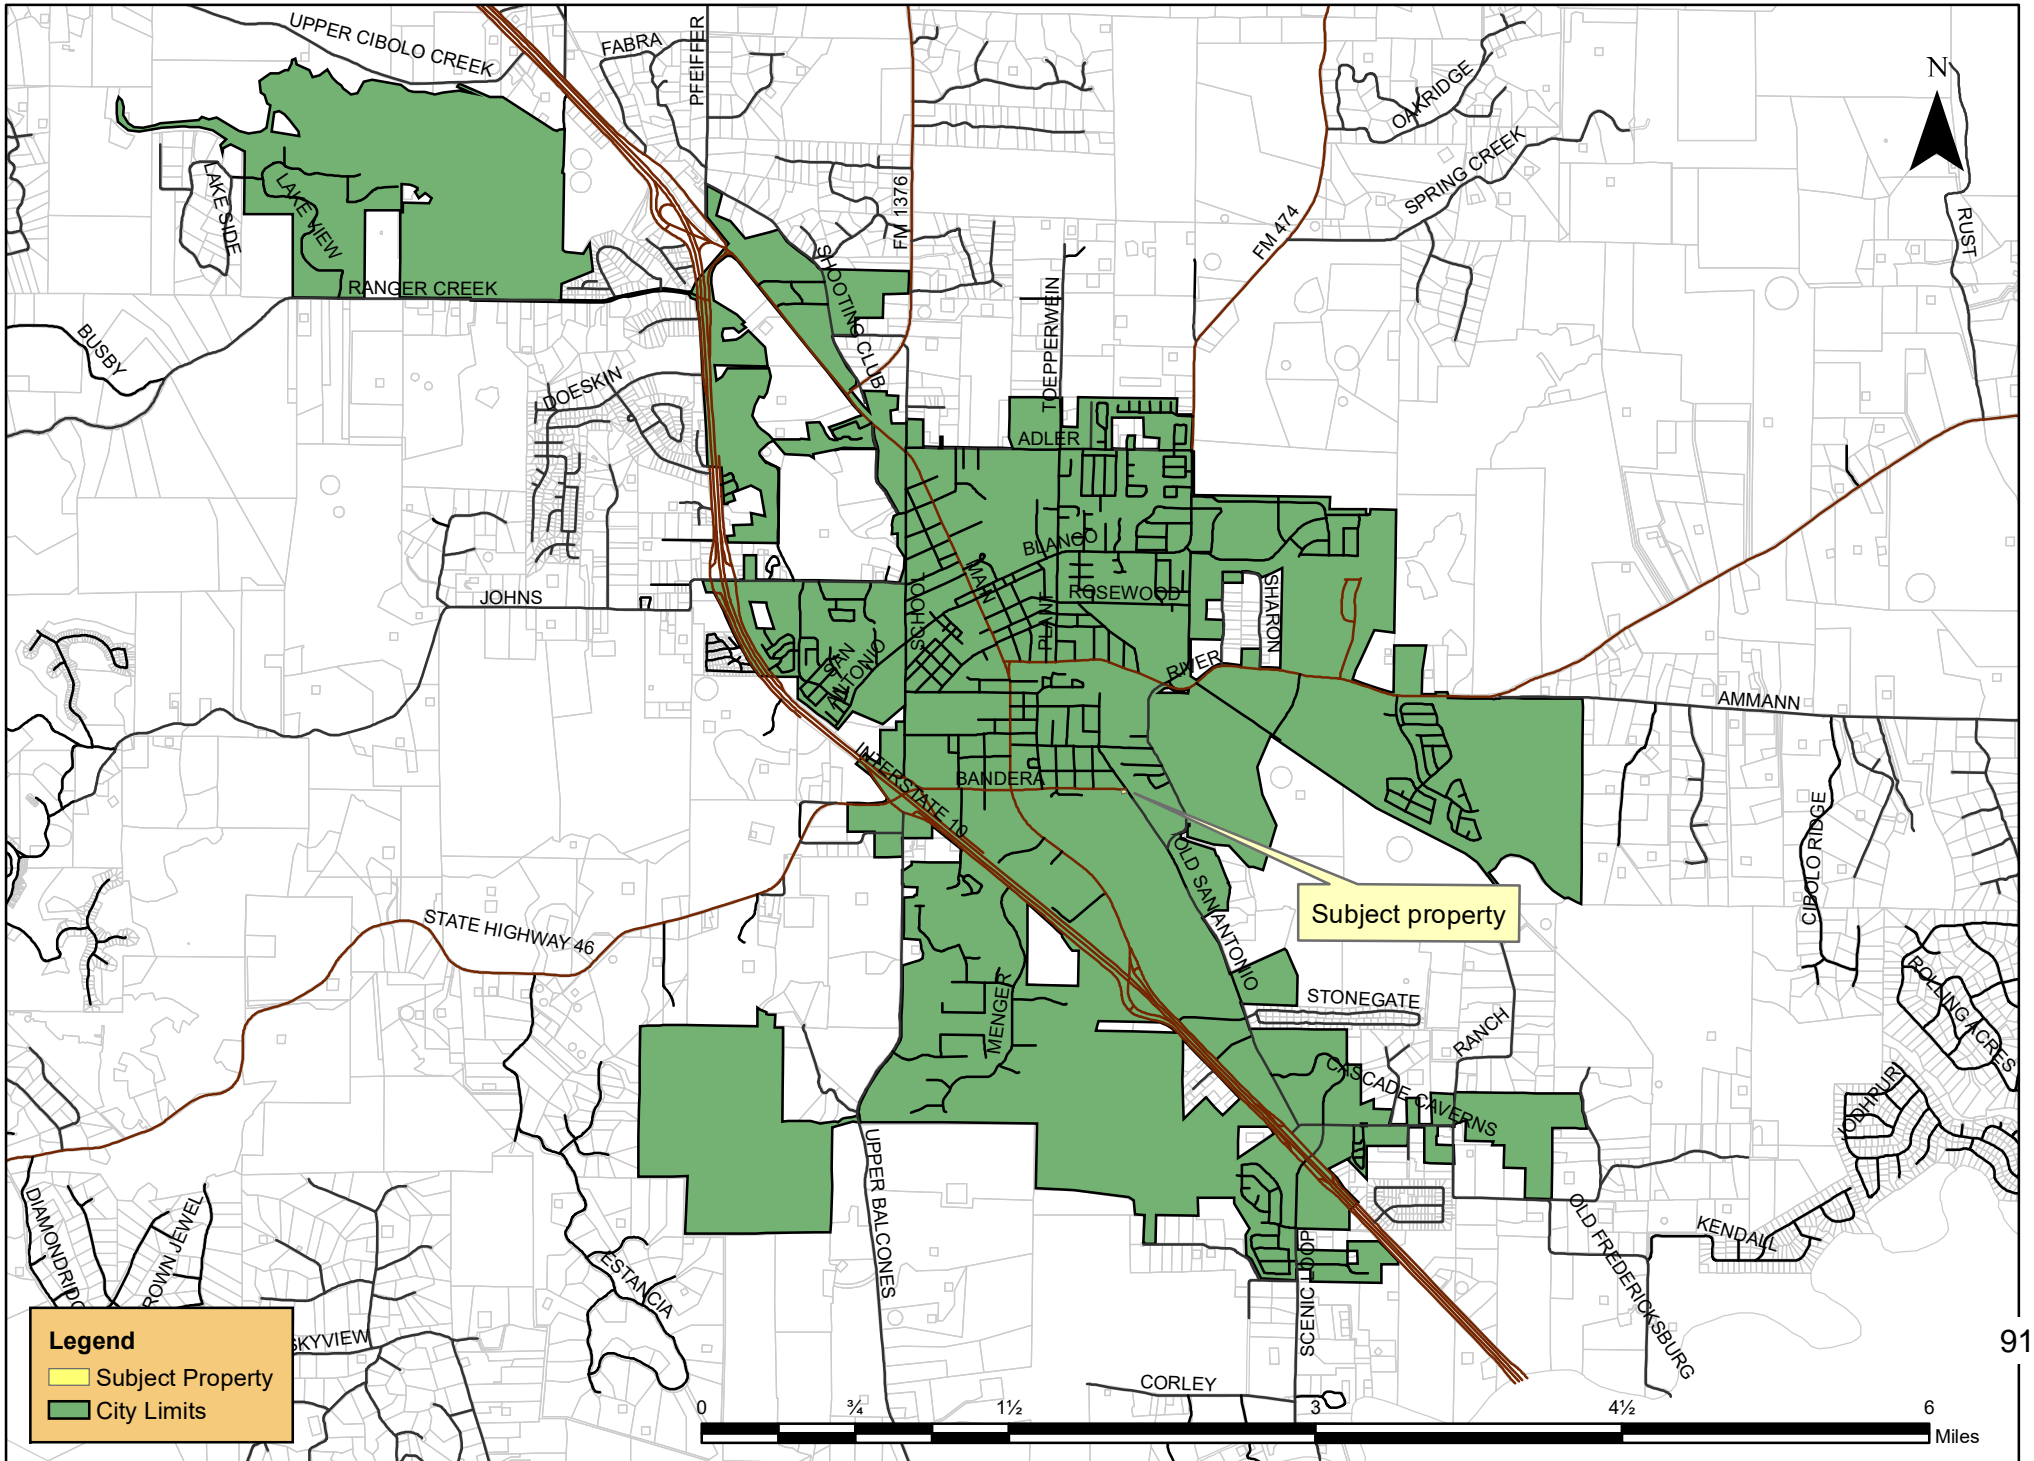 UPPER CIBOLO CREEK
FABRA
PFEIFFER
OAKRIDGE
N
SPRING CREEK
LAKE SIDE
LAKE VIEW
FM 1376
FM 474
RUST
SHOOTING CLUB
RANGER CREEK
TOEPPERWEIN
BUSBY
DOESKIN
ADLER
BLANCO
MAIN
JOHNS
SCHOOL
PLANT
ROSEWOOD
SHARON
SAN
ANTONIO
RIVER
AMMANN
INTERSTATE 10
BANDERA
OLD SAN ANTONIO
CIBOLO RIDGE
Subject property
STATE HIGHWAY 46
ROLLING ACRES
MENGER
STONEGATE
RANCH
CASCADE CAVERNS
JODHPUR
UPPER BALCONES
DIAMONDRIDG
ROWN JEWEL
ESTANCIA
SCENIC LOOP
OLD FREDERICKSBURG
KENDALL
SKYVIEW
CORLEY
91
Legend
Subject Property
City Limits
0 ¾ 1½ 3 4½ 6
Miles